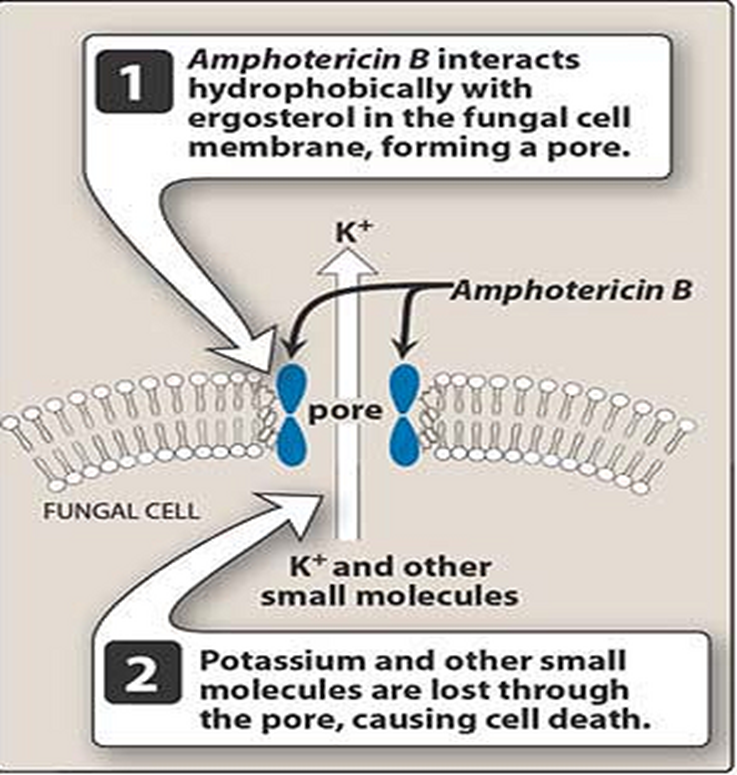 1
Amphotericin B interacts
hydrophobically with
ergosterol in the fungal cell
membrane, forming a pore.
K⁺
Amphotericin B
pore
FUNGAL CELL
K⁺ and other
small molecules
2
Potassium and other small
molecules are lost through
the pore, causing cell death.